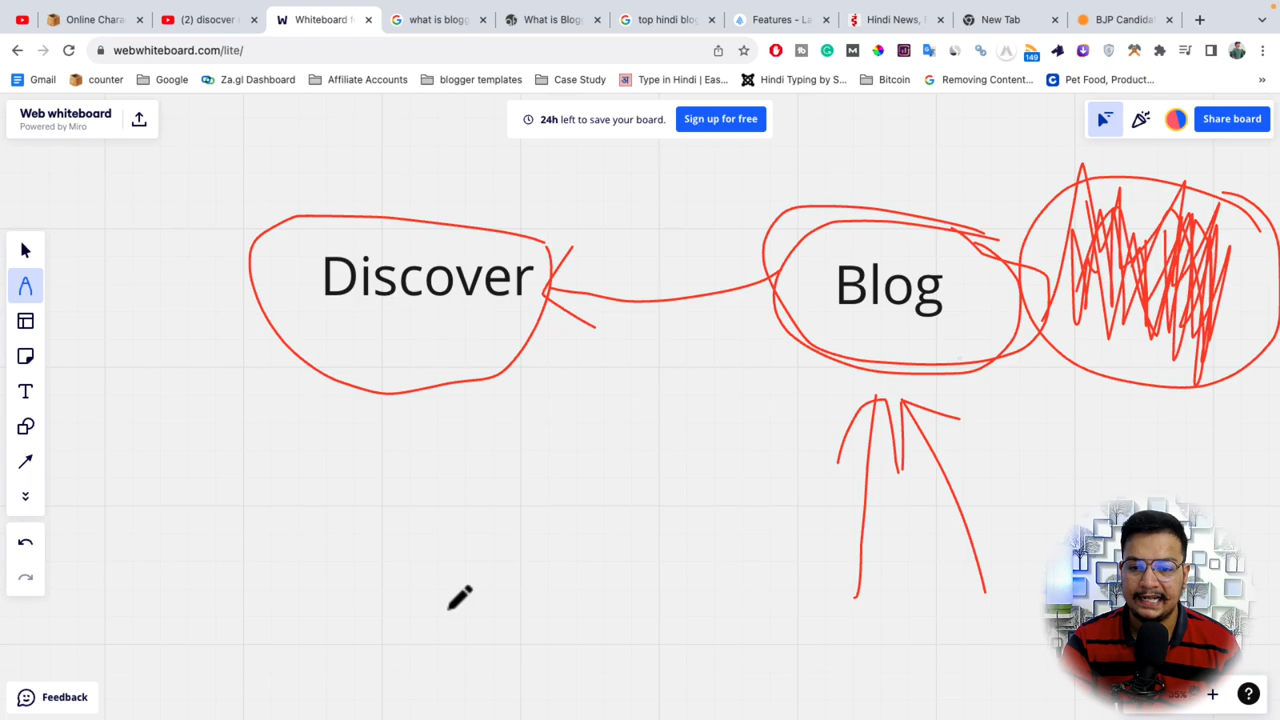 Online Chara
(2) disocver
Whiteboard f
what is blogg
What is Blog
top hindi blo
Features - La
Hindi News,
New Tab
BJP Candida
webwhiteboard.com/lite/
149
Gmail
counter
Google
Za.gl Dashboard
Affiliate Accounts
blogger templates
Case Study
Type in Hindi | Eas...
Hindi Typing by S...
Bitcoin
Removing Content...
Pet Food, Product...
Web whiteboard
Powered by Miro
24h left to save your board.
Sign up for free
Share board
Discover
Blog
Feedback